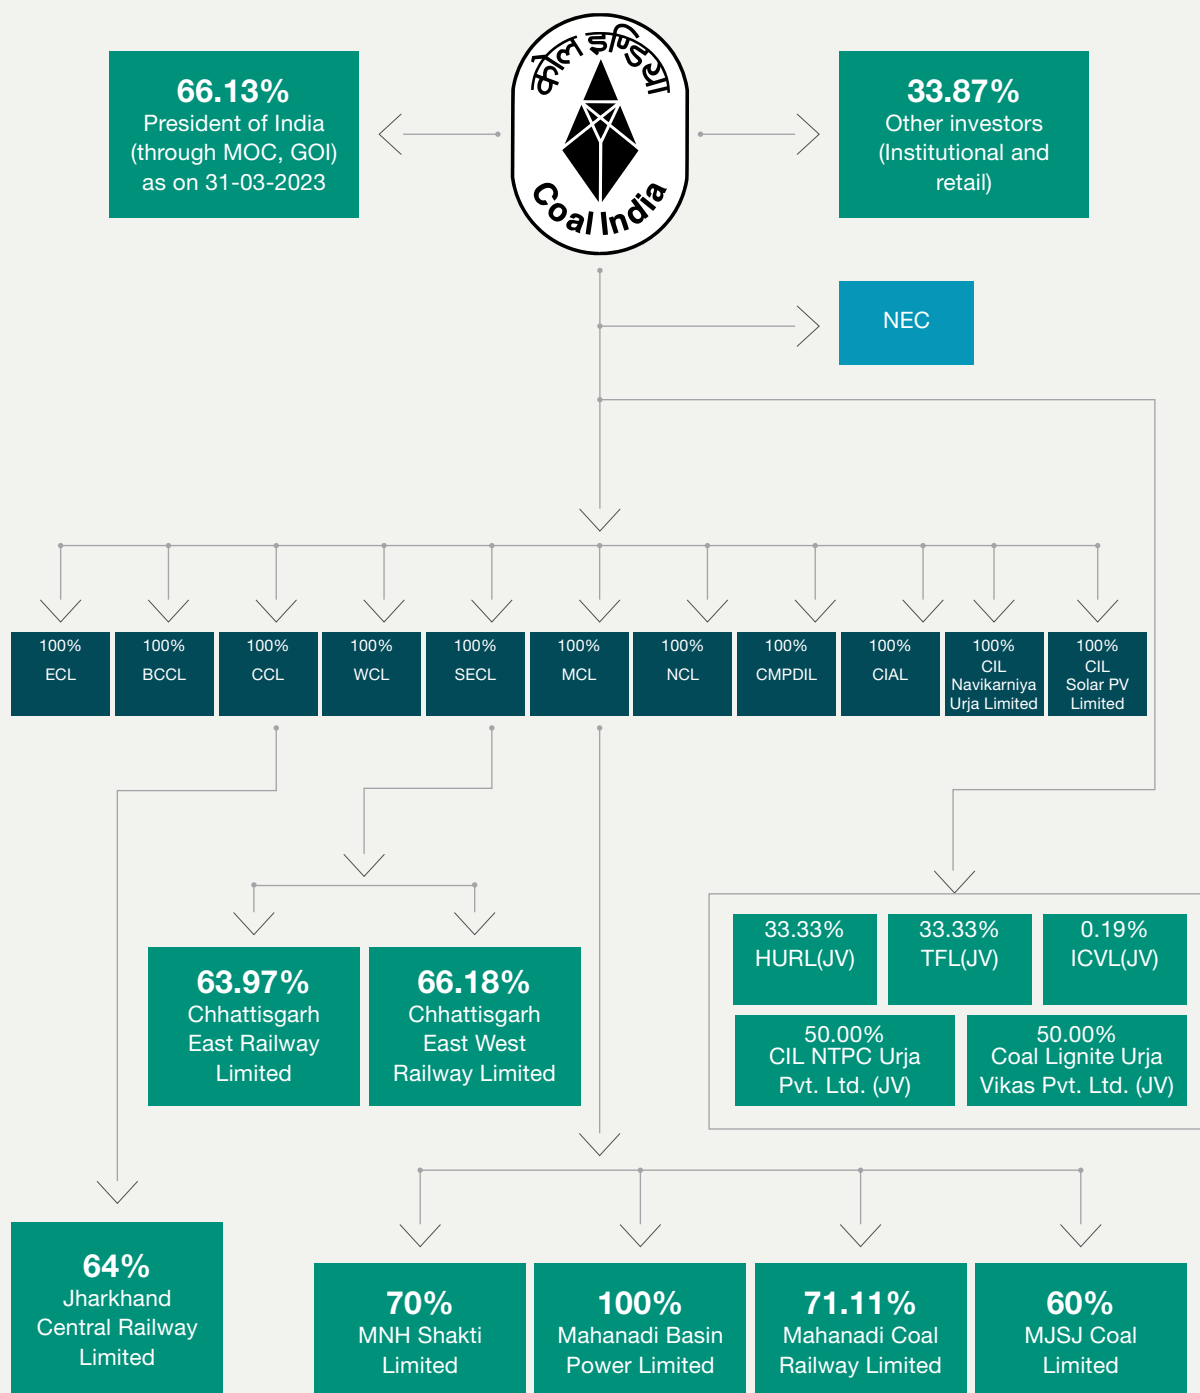 कोल इण्डिया
Coal India
66.13%
President of India
(through MOC, GOI)
as on 31-03-2023
33.87%
Other investors
(Institutional and
retail)
NEC
100%
ECL
100%
BCCL
100%
CCL
100%
WCL
100%
SECL
100%
MCL
100%
NCL
100%
CMPDIL
100%
CIAL
100%
CIL
Navikarniya
Urja Limited
100%
CIL
Solar PV
Limited
63.97%
Chhattisgarh
East Railway
Limited
66.18%
Chhattisgarh
East West
Railway Limited
33.33%
HURL(JV)
33.33%
TFL(JV)
0.19%
ICVL(JV)
50.00%
CIL NTPC Urja
Pvt. Ltd. (JV)
50.00%
Coal Lignite Urja
Vikas Pvt. Ltd. (JV)
64%
Jharkhand
Central Railway
Limited
70%
MNH Shakti
Limited
100%
Mahanadi Basin
Power Limited
71.11%
Mahanadi Coal
Railway Limited
60%
MJSJ Coal
Limited